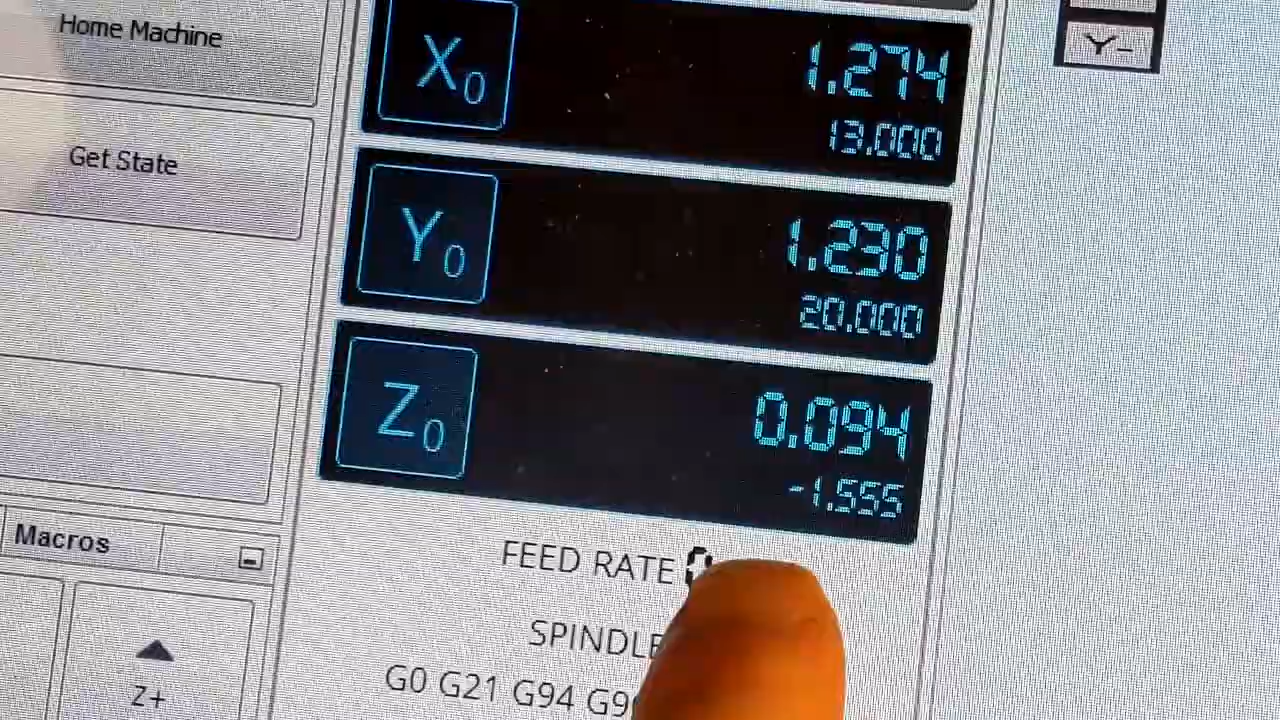 Home Machine
X0
1.274
13.000
Y-
Get State
Y0
1.230
20.000
Z0
0.094
-1.555
Macros
FEED RATE 0
SPINDLE
G0 G21 G94
Z+